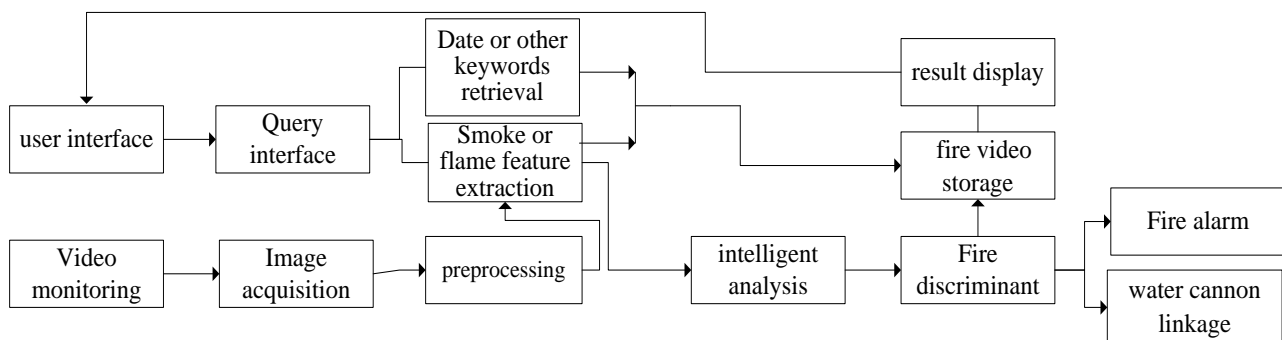 Date or other
keywords
retrieval
result display
user interface
Query
interface
Smoke or
flame feature
extraction
fire video
storage
Fire alarm
Video
monitoring
Image
acquisition
preprocessing
intelligent
analysis
Fire
discriminant
water cannon
linkage